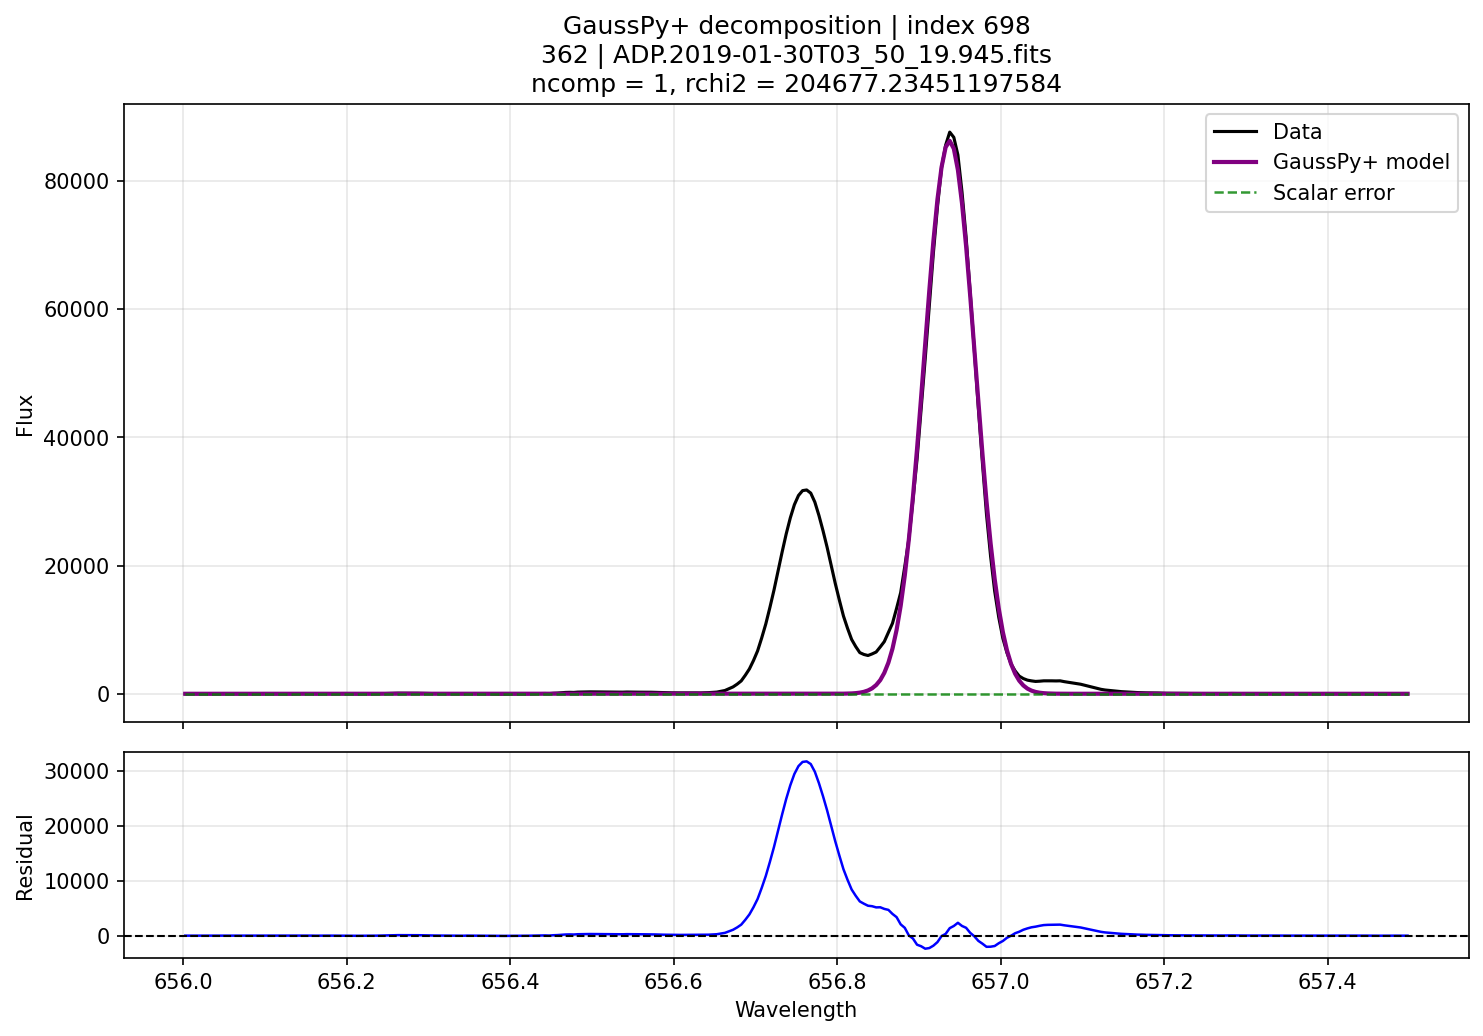 GaussPy+ decomposition | index 698
362 | ADP.2019-01-30T03_50_19.945.fits
ncomp = 1, rchi2 = 204677.23451197584
Data
GaussPy+ model
Scalar error
Flux
80000
60000
40000
20000
0
Residual
30000
20000
10000
0
656.0
656.2
656.4
656.6
656.8
657.0
657.2
657.4
Wavelength